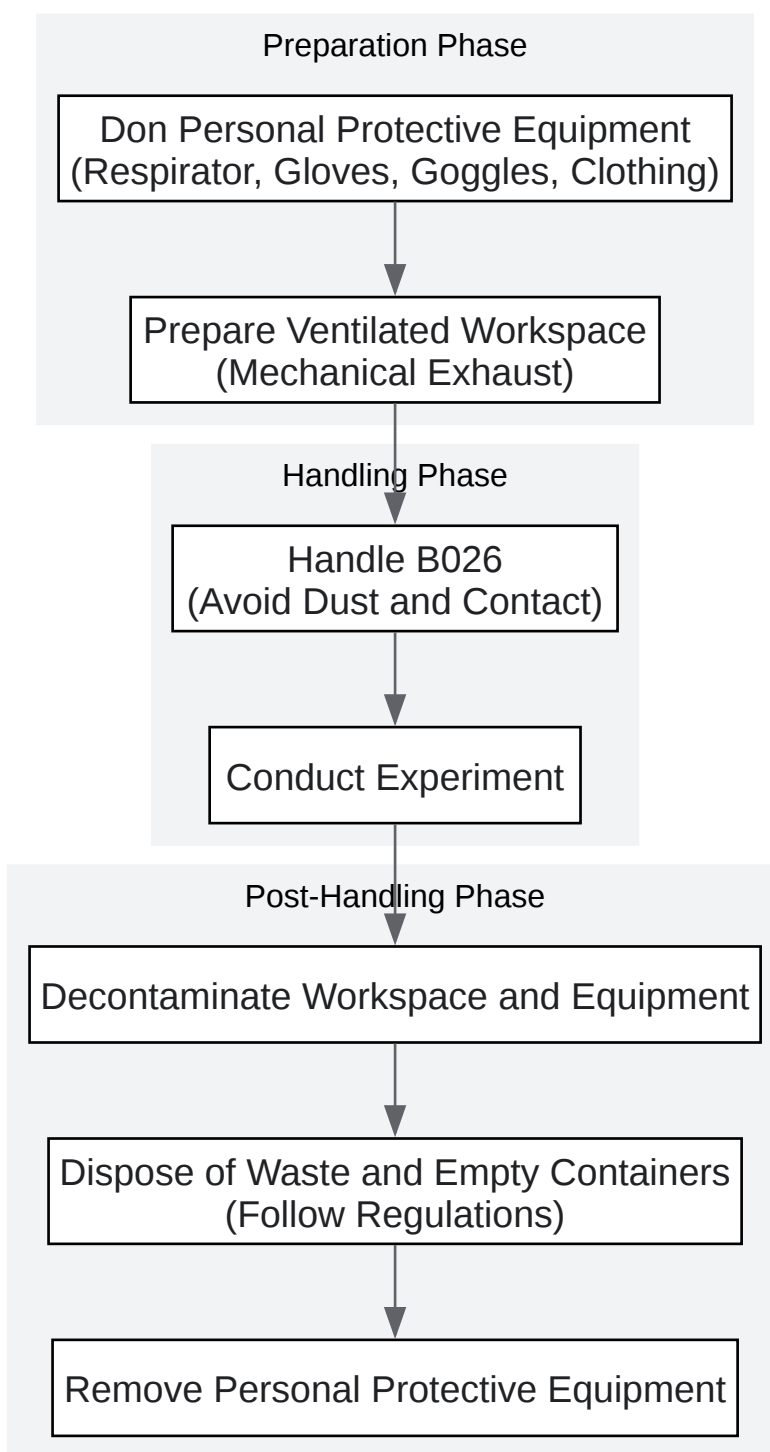 Preparation Phase
Don Personal Protective Equipment
(Respirator, Gloves, Goggles, Clothing)
Prepare Ventilated Workspace
(Mechanical Exhaust)
Handling Phase
Handle B026
(Avoid Dust and Contact)
Conduct Experiment
Post-Handling Phase
Decontaminate Workspace and Equipment
Dispose of Waste and Empty Containers
(Follow Regulations)
Remove Personal Protective Equipment